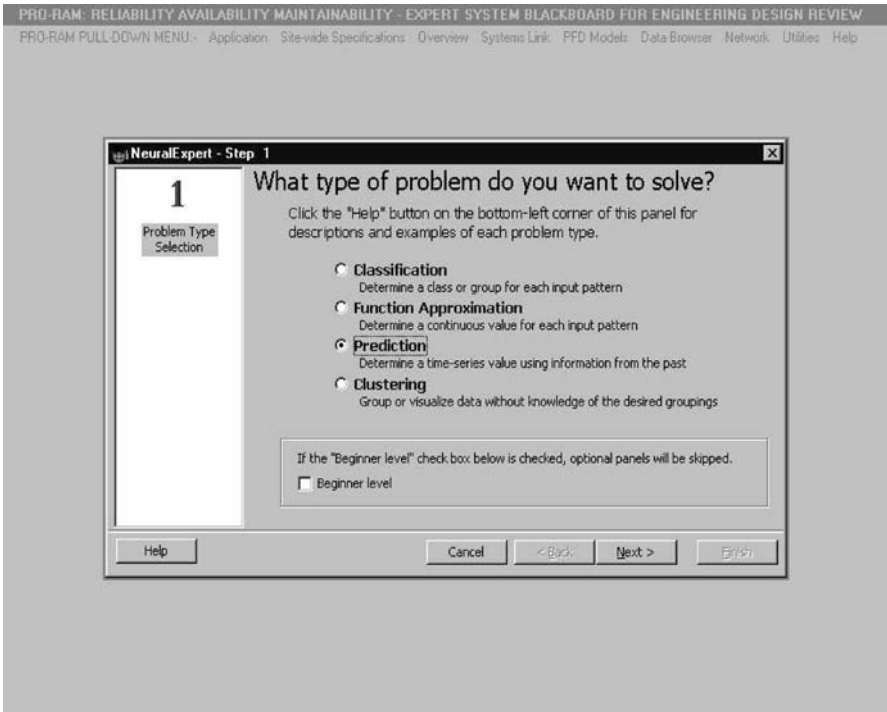 PRO-RAM: RELIABILITY AVAILABILITY MAINTAINABILITY - EXPERT SYSTEM BLACKBOARD FOR ENGINEERING DESIGN REVIEW
PRO-RAM PULL-DOWN MENU:- Application Site-wide Specifications Overview Systems Link PFD Models Data Browser Network Utilities Help
NeuralExpert - Step 1
1
Problem Type
Selection
What type of problem do you want to solve?
Click the "Help" button on the bottom-left corner of this panel for
descriptions and examples of each problem type.
Classification
Determine a class or group for each input pattern
Function Approximation
Determine a continuous value for each input pattern
Prediction
Determine a time-series value using information from the past
Clustering
Group or visualize data without knowledge of the desired groupings
If the "Beginner level" check box below is checked, optional panels will be skipped.
Beginner level
Help Cancel < Back Next > Finish